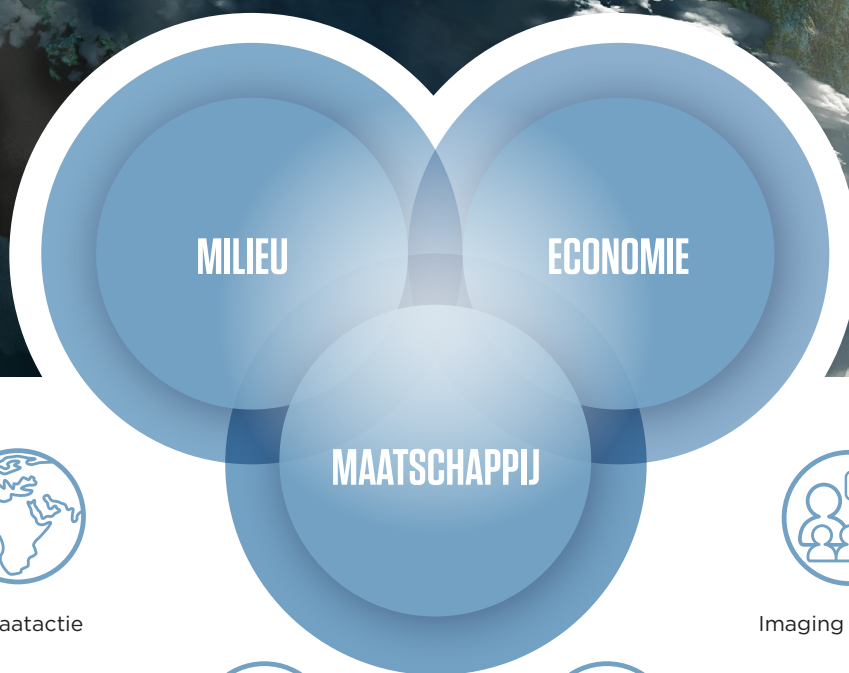 MILIEU
ECONOMIE
MAATSCHAPPIJ
aatactie
Imaging